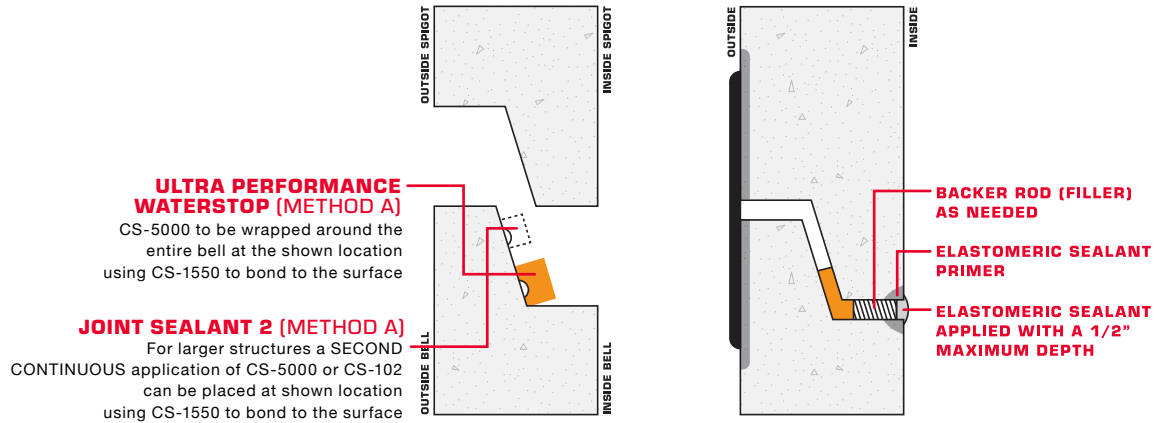 OUTSIDE SPIGOT
INSIDE SPIGOT
ULTRA PERFORMANCE
WATERSTOP (METHOD A)
CS-5000 to be wrapped around the
entire bell at the shown location
using CS-1550 to bond to the surface
JOINT SEALANT 2 (METHOD A)
For larger structures a SECOND
CONTINUOUS application of CS-5000 or CS-102
can be placed at shown location
using CS-1550 to bond to the surface
OUTSIDE BELL
INSIDE BELL
OUTSIDE
INSIDE
BACKER ROD (FILLER)
AS NEEDED
ELASTOMERIC SEALANT
PRIMER
ELASTOMERIC SEALANT
APPLIED WITH A 1/2”
MAXIMUM DEPTH